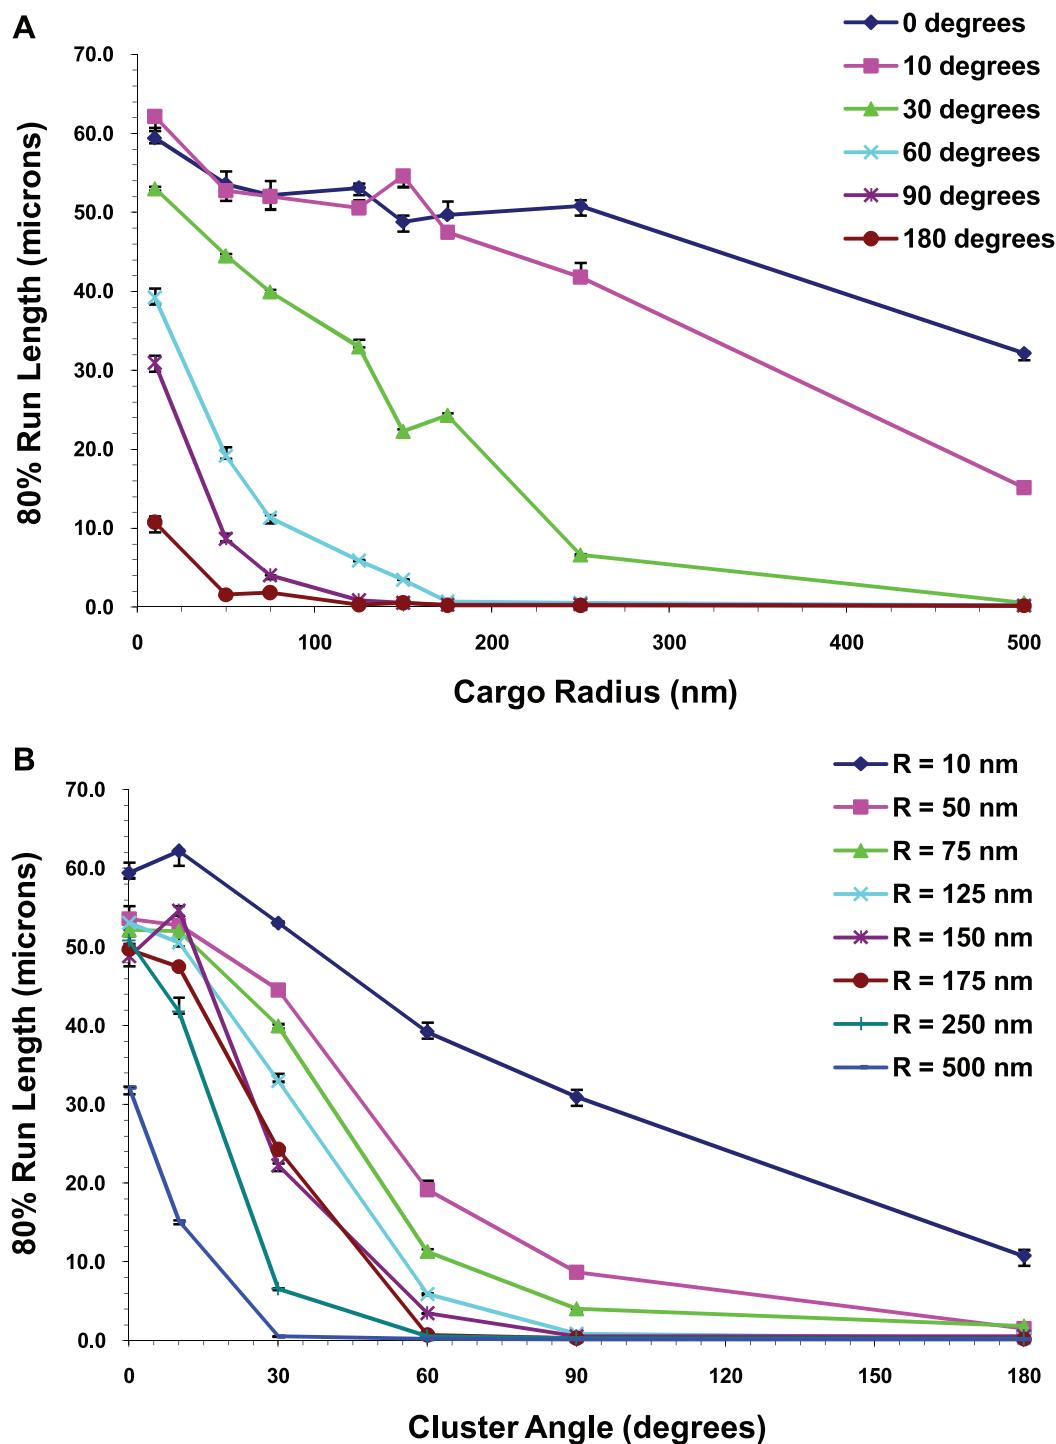 A
0 degrees
10 degrees
30 degrees
60 degrees
90 degrees
180 degrees
70.0
60.0
50.0
40.0
30.0
20.0
10.0
0.0
80% Run Length (microns)
0 100 200 300 400 500
Cargo Radius (nm)
B
R = 10 nm
R = 50 nm
R = 75 nm
R = 125 nm
R = 150 nm
R = 175 nm
R = 250 nm
R = 500 nm
70.0
60.0
50.0
40.0
30.0
20.0
10.0
0.0
80% Run Length (microns)
0 30 60 90 120 150 180
Cluster Angle (degrees)